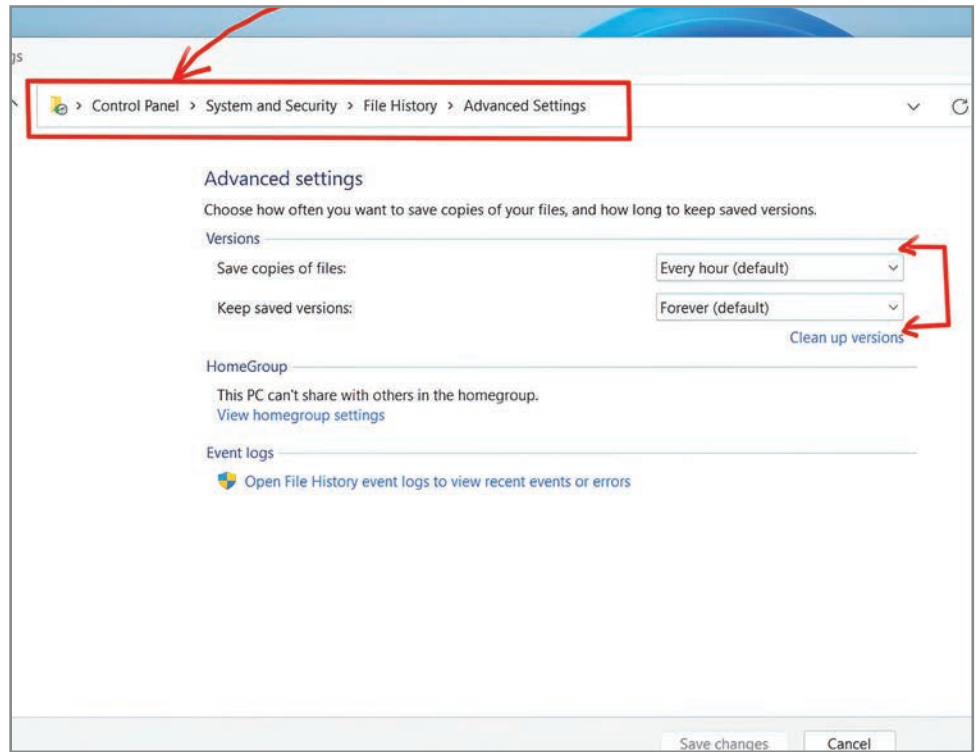 gs
Control Panel > System and Security > File History > Advanced Settings
Advanced settings
Choose how often you want to save copies of your files, and how long to keep saved versions.
Versions
Save copies of files: Every hour (default)
Keep saved versions: Forever (default)
Clean up versions
HomeGroup
This PC can't share with others in the homegroup.
View homegroup settings
Event logs
Open File History event logs to view recent events or errors
Save changes Cancel